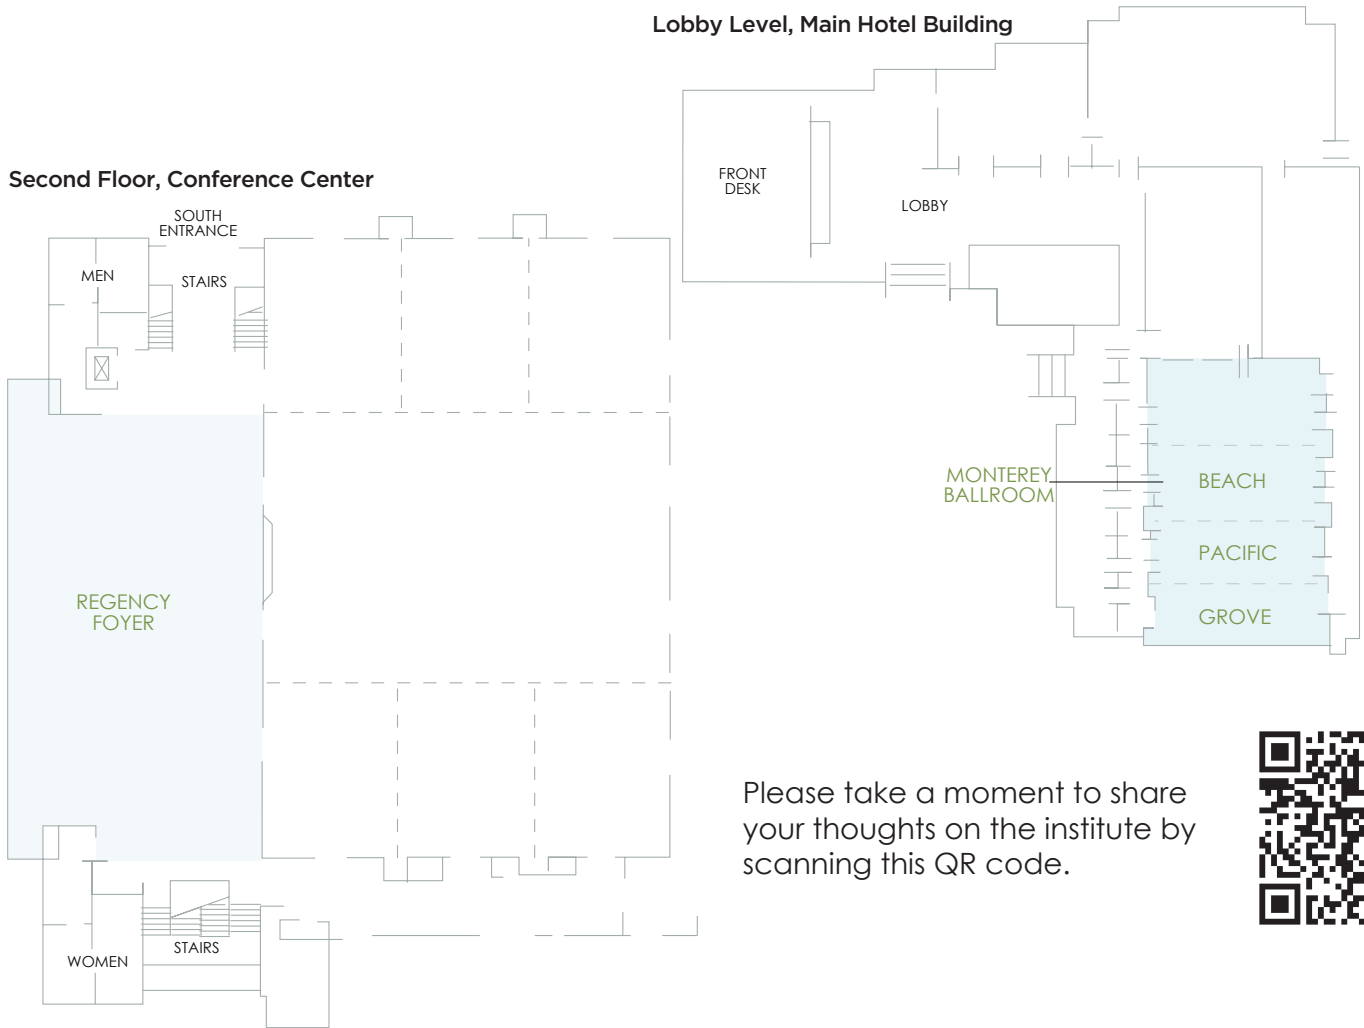 Lobby Level, Main Hotel Building
Second Floor, Conference Center
SOUTH
ENTRANCE
MEN
STAIRS
REGENCY
FOYER
WOMEN
STAIRS
FRONT
DESK
LOBBY
MONTEREY
BALLROOM
BEACH
PACIFIC
GROVE
Please take a moment to share
your thoughts on the institute by
scanning this QR code.